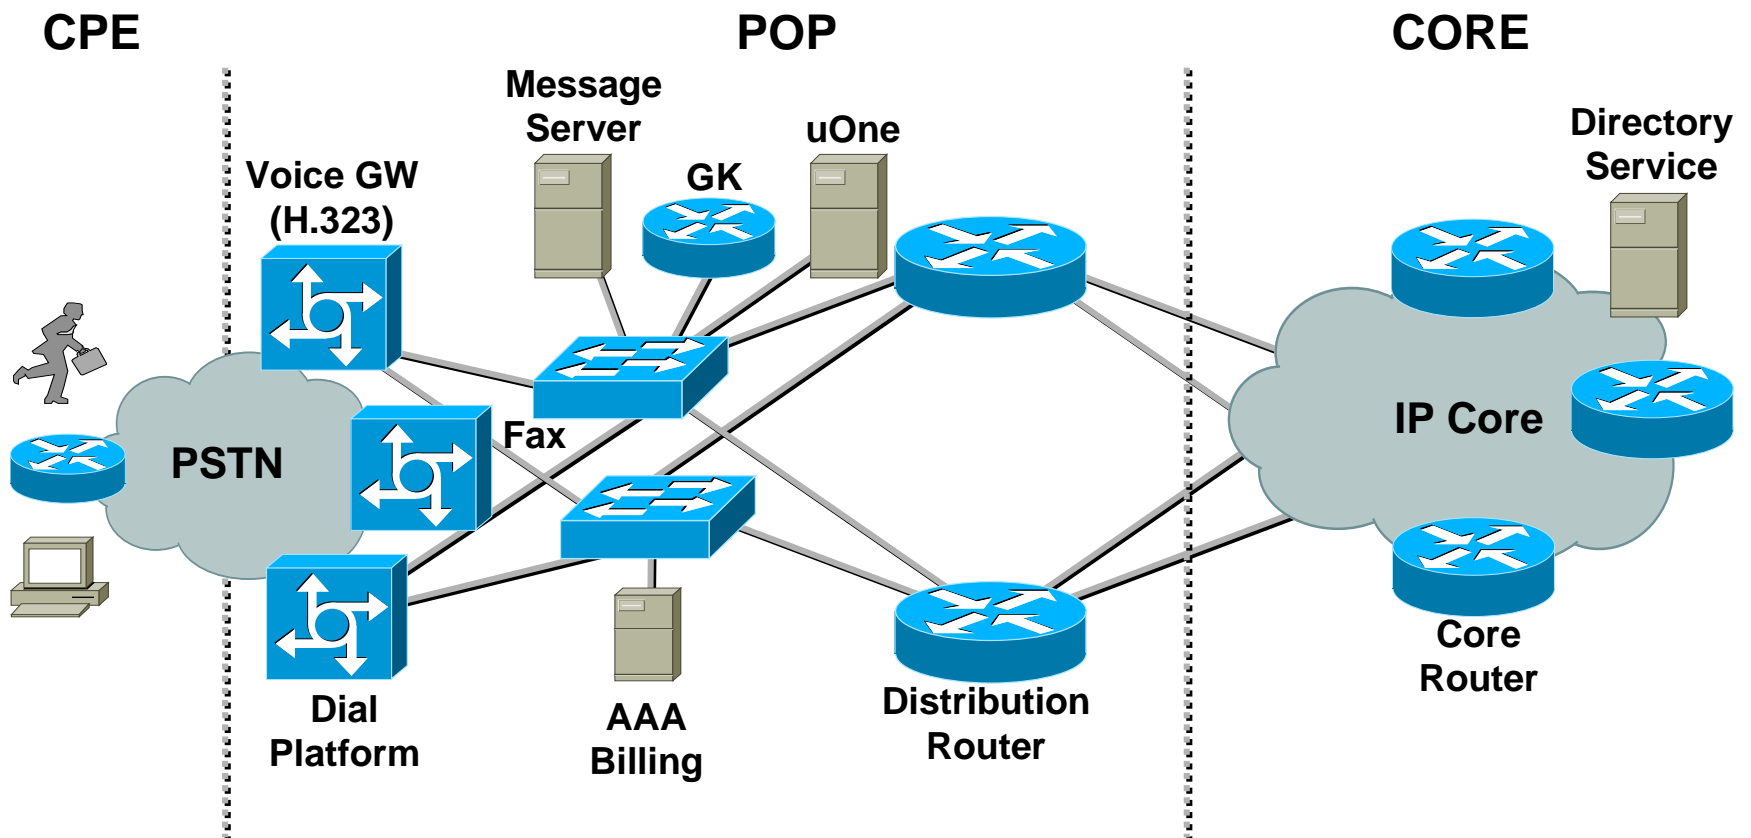 CPE
POP
CORE
Message
Server
uOne
GK
Voice GW
(H.323)
Directory
Service
PSTN
Fax
IP Core
Dial
Platform
AAA
Billing
Distribution
Router
Core
Router